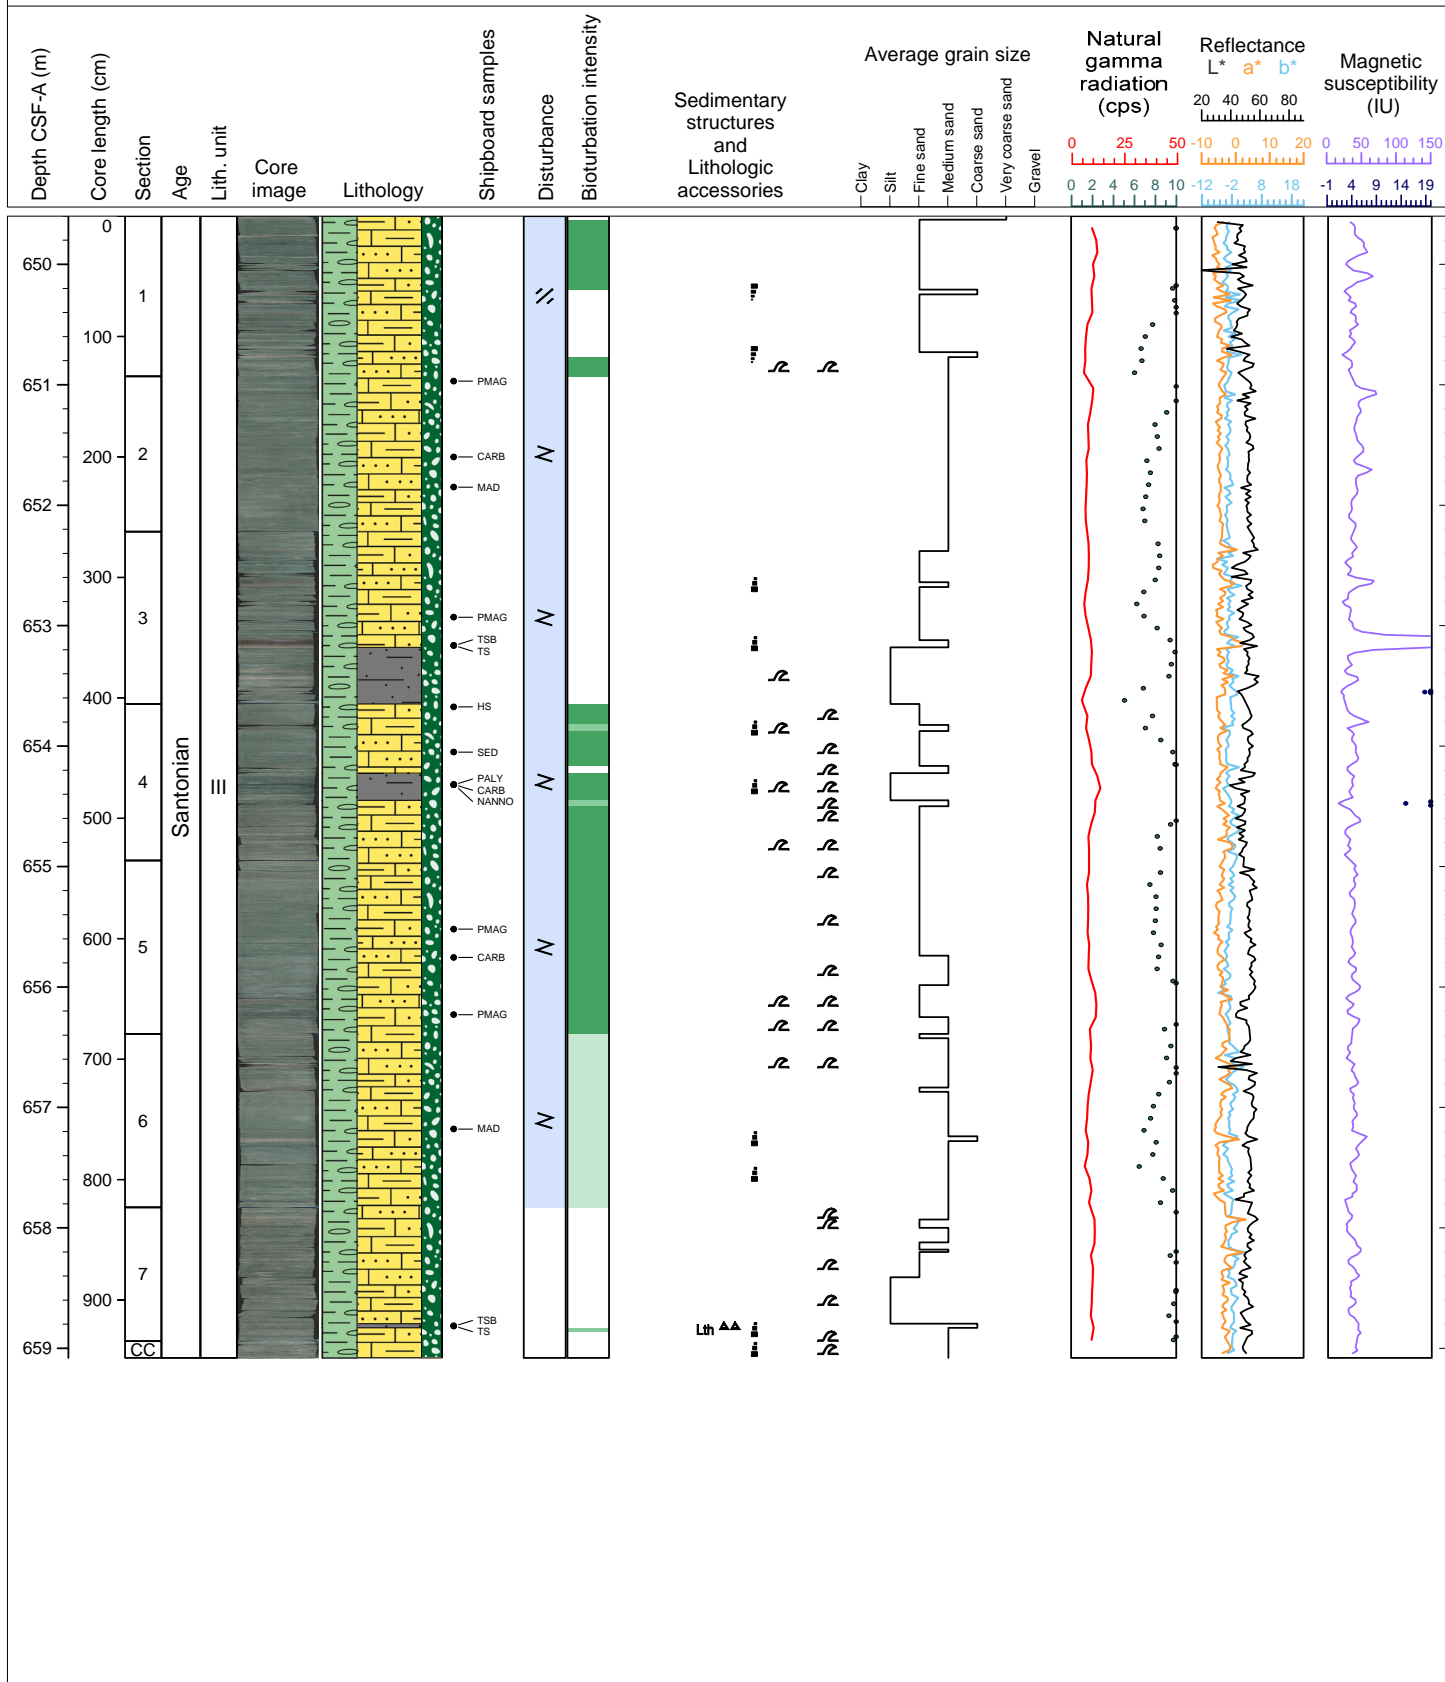 Depth CSF-A (m)
Core length (cm)
Section
Age
Lith. unit
Core
image
Lithology
Shipboard samples
Disturbance
Bioturbation intensity
Sedimentary
structures
and
Lithologic
accessories
Average grain size
Clay
Silt
Fine sand
Medium sand
Coarse sand
Very coarse sand
Gravel
Natural
gamma
radiation
(cps)
0 25 50
0 2 4 6 8 10
Reflectance
L* a* b*
20 40 60 80
-10 0 10 20
-12 -2 8 18
Magnetic
susceptibility
(IU)
0 50 100 150
-1 4 9 14 19
0
650
1
100
651
PMAG
2
200
CARB
MAD
652
300
3
653
PMAG
TSB
TS
400
HS
654
SED
Santonian
III
4
PALY
CARB
NANNO
500
655
600
5
PMAG
CARB
656
PMAG
700
657
6
MAD
800
658
7
900
TSB
TS
Lth
659
CC